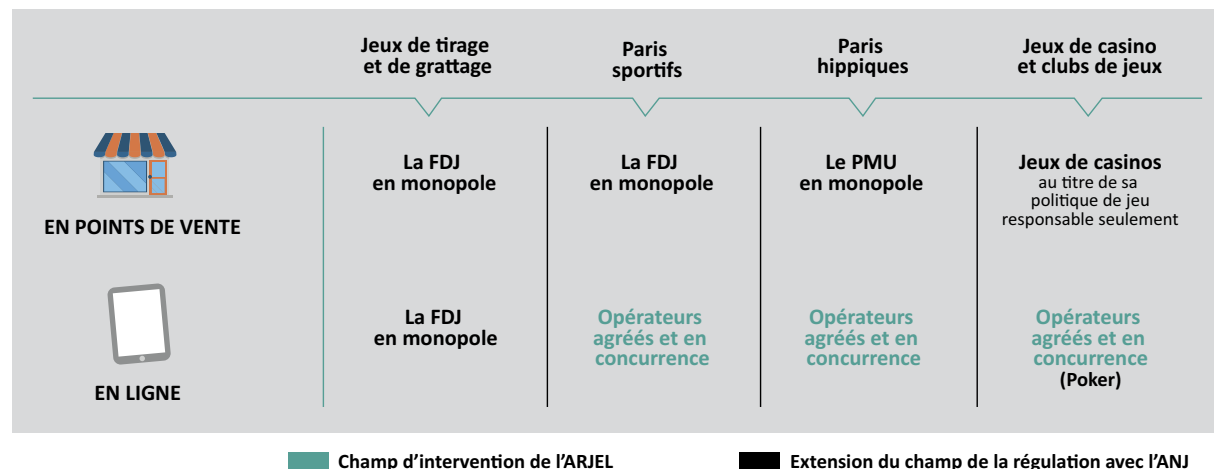 Jeux de tirage
et de grattage
Paris
sportifs
Paris
hippiques
Jeux de casino
et clubs de jeux
EN POINTS DE VENTE
La FDJ
en monopole
La FDJ
en monopole
Le PMU
en monopole
Jeux de casinos
au titre de sa
politique de jeu
responsable seulement
EN LIGNE
La FDJ
en monopole
Opérateurs
agréés et en
concurrence
Opérateurs
agréés et en
concurrence
Opérateurs
agréés et en
concurrence
(Poker)
Champ d'intervention de l'ARJEL
Extension du champ de la régulation avec l'ANJ